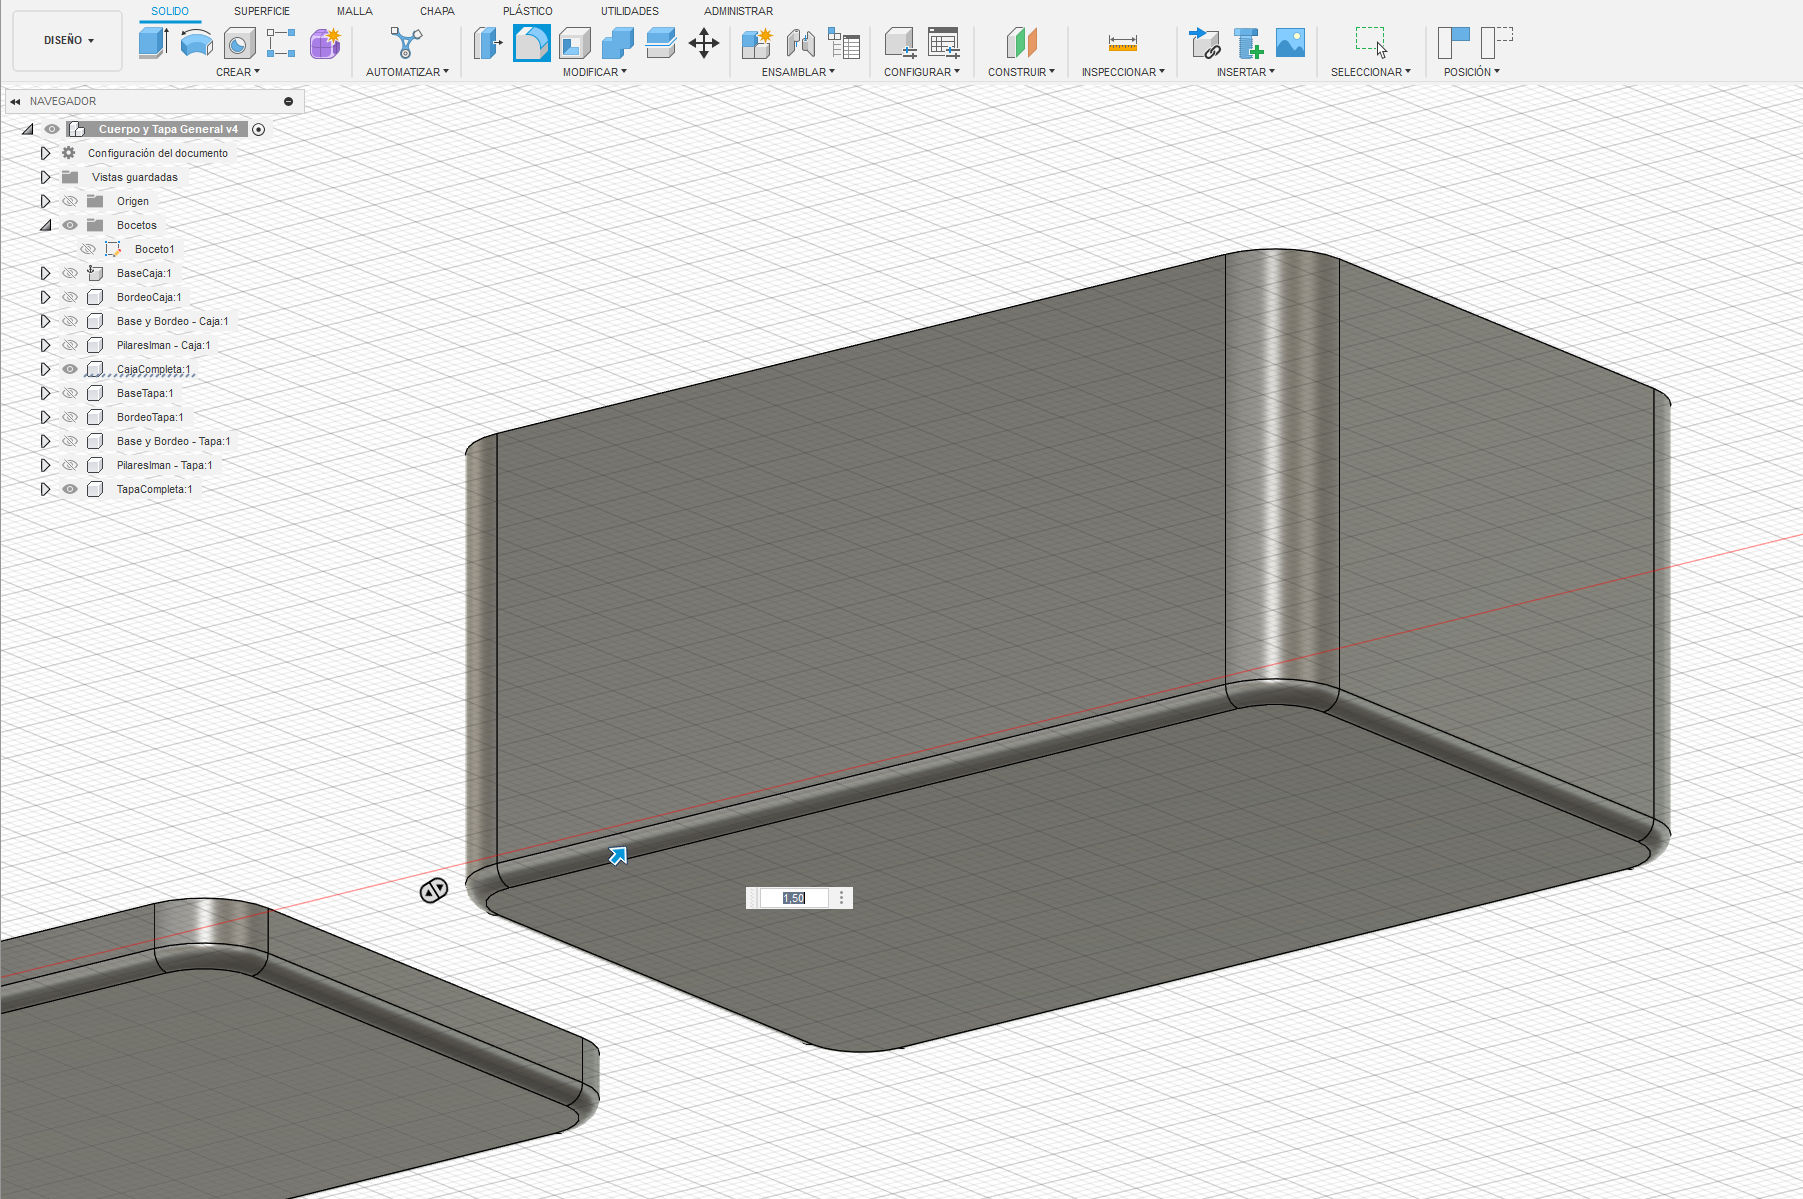 SOLIDO SUPERFICIE MALLA CHAPA PLÁSTICO UTILIDADES ADMINISTRAR
DISEÑO
CREAR AUTOMATIZAR MODIFICAR ENSAMBLAR CONFIGURAR CONSTRUIR INSPECCIONAR INSERTAR SELECCIONAR POSICIÓN
NAVEGADOR
Cuerpo y Tapa General v4
Configuración del documento
Vistas guardadas
Origen
Bocetos
Boceto1
BaseCaja:1
BordeoCaja:1
Base y Bordeo - Caja:1
PilaresIman - Caja:1
CajaCompleta:1
BaseTapa:1
BordeoTapa:1
Base y Bordeo - Tapa:1
PilaresIman - Tapa:1
TapaCompleta:1
1,50